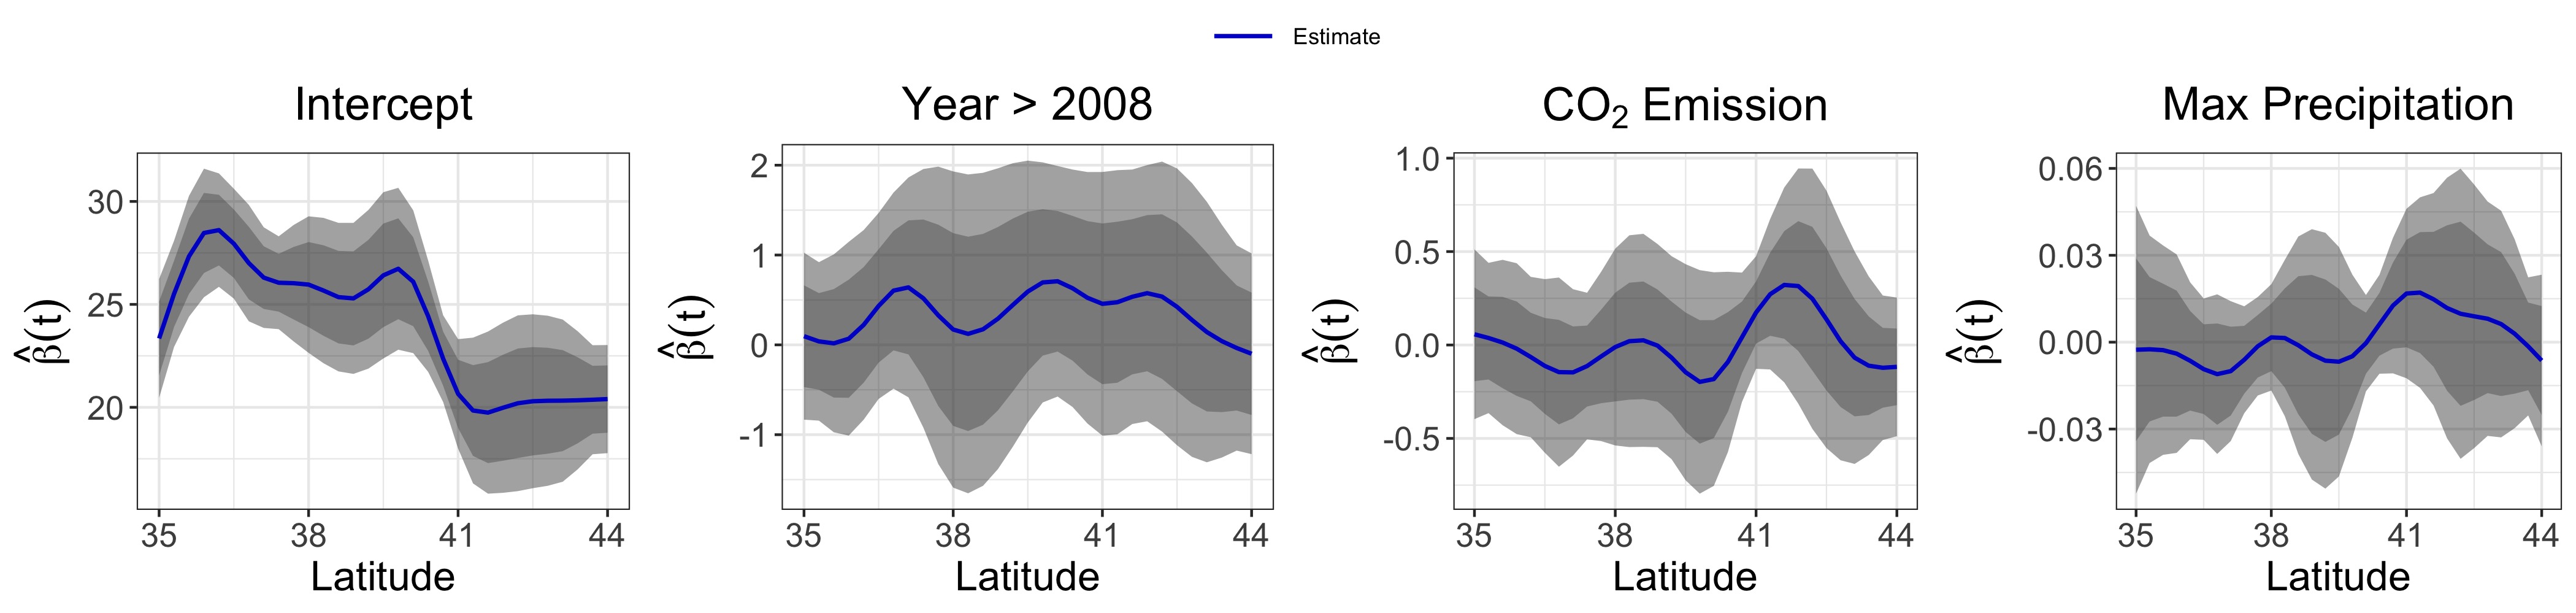 Estimate
Intercept
Year > 2008
CO₂ Emission
Max Precipitation
β̂(t)
30
25
20
35 38 41 44
Latitude
β̂(t)
2
1
0
-1
35 38 41 44
Latitude
β̂(t)
1.0
0.5
0.0
-0.5
35 38 41 44
Latitude
β̂(t)
0.06
0.03
0.00
-0.03
35 38 41 44
Latitude